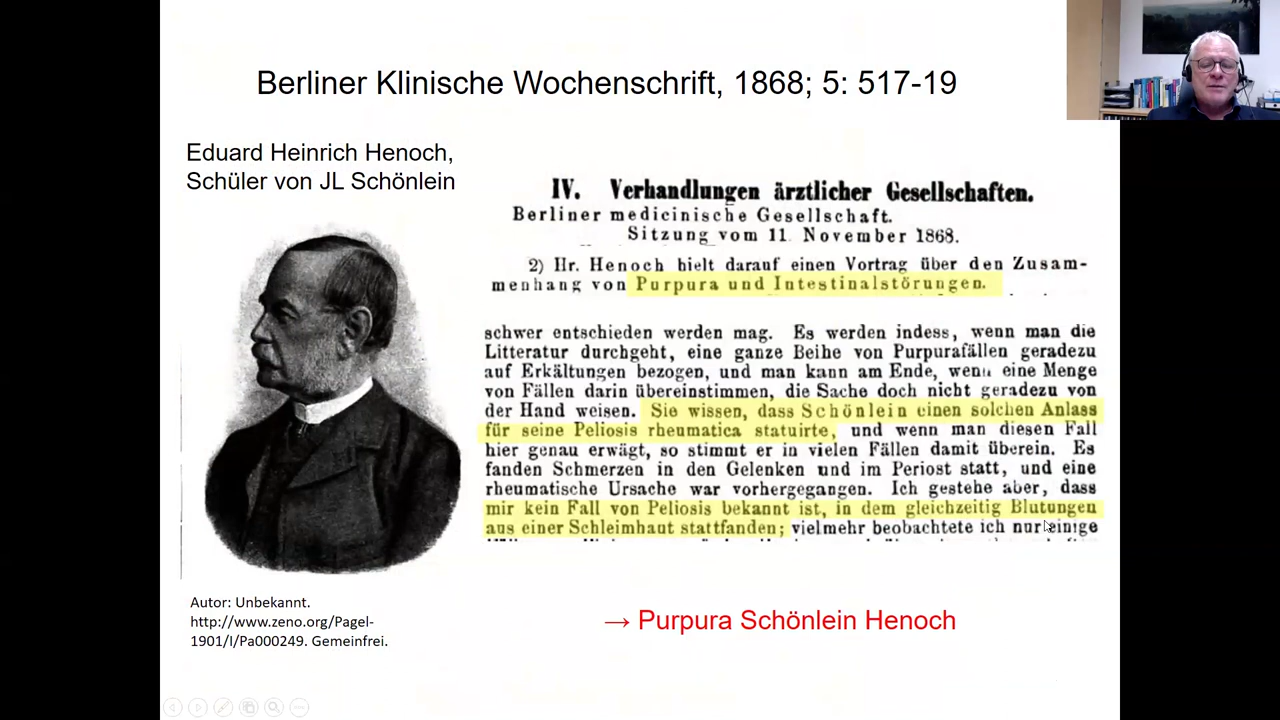 Berliner Klinische Wochenschrift, 1868; 5: 517-19
Eduard Heinrich Henoch,
Schüler von JL Schönlein
IV. Verhandlungen ärztlicher Gesellschaften.
Berliner medicinische Gesellschaft.
Sitzung vom 11. November 1868.
2) Hr. Henoch hielt darauf einen Vortrag über den Zusam-
menhang von Purpura und Intestinalstörungen.
schwer entschieden werden mag. Es werden indess, wenn man die
Litteratur durchgeht, eine ganze Beihe von Purpurafällen geradezu
auf Erkältungen bezogen, und man kann am Ende, wenn eine Menge
von Fällen darin übereinstimmen, die Sache doch nicht geradezu von
der Hand weisen. Sie wissen, dass Schönlein einen solchen Anlass
für seine Peliosis rheumatica statuirte, und wenn man diesen Fall
hier genau erwägt, so stimmt er in vielen Fällen damit überein. Es
fanden Schmerzen in den Gelenken und im Periost statt, und eine
rheumatische Ursache war vorhergegangen. Ich gestehe aber, dass
mir kein Fall von Peliosis bekannt ist, in dem gleichzeitig Blutungen
aus einer Schleimhaut stattfanden; vielmehr beobachtete ich nur einige
Autor: Unbekannt.
http://www.zeno.org/Pagel-
1901/I/Pa000249. Gemeinfrei.
→ Purpura Schönlein Henoch